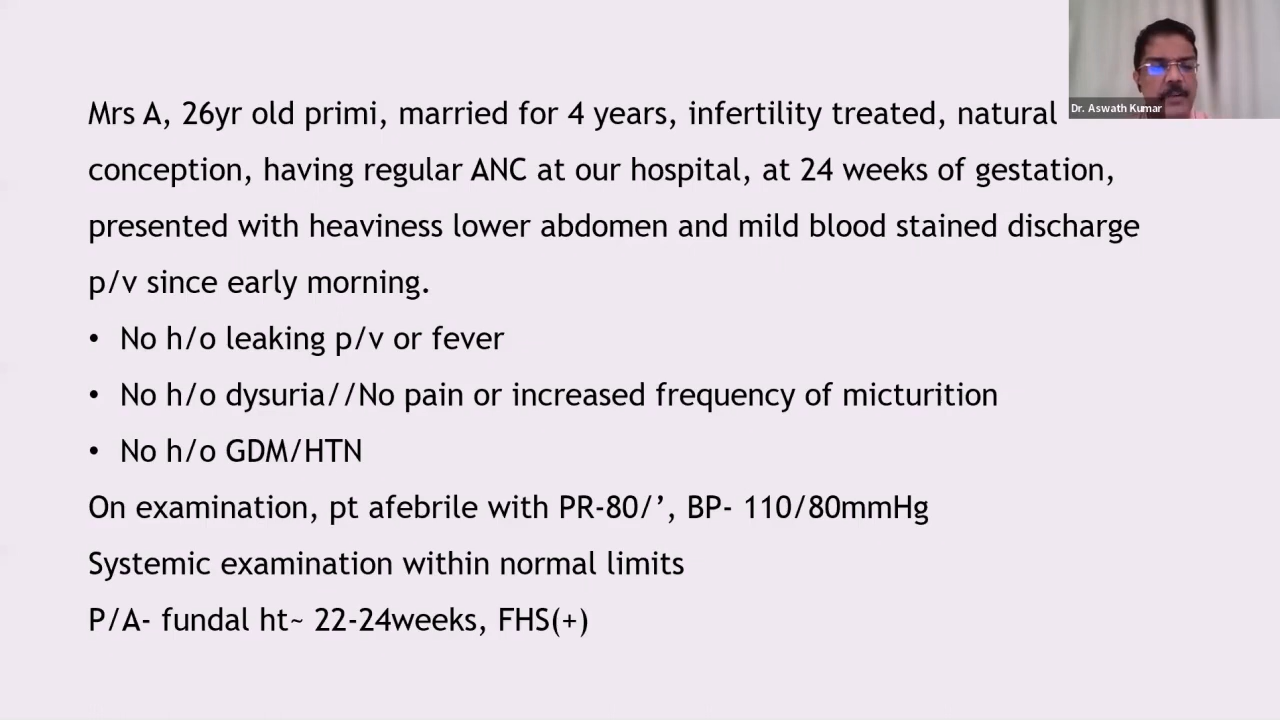 Mrs A, 26yr old primi, married for 4 years, infertility treated, natural
Dr. Aswath Kumar
conception, having regular ANC at our hospital, at 24 weeks of gestation,
presented with heaviness lower abdomen and mild blood stained discharge
p/v since early morning.
• No h/o leaking p/v or fever
• No h/o dysuria//No pain or increased frequency of micturition
• No h/o GDM/HTN
On examination, pt afebrile with PR-80/’, BP- 110/80mmHg
Systemic examination within normal limits
P/A- fundal ht~ 22-24weeks, FHS(+)